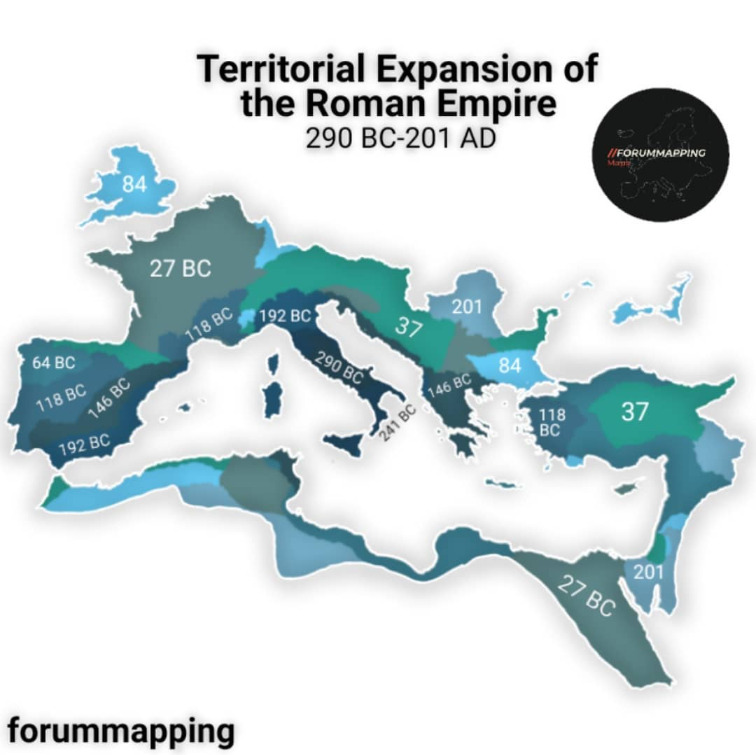 Territorial Expansion of
the Roman Empire
290 BC-201 AD
//FORUMMAPPING
84
27 BC
118 BC
192 BC
290 BC
37
201
84
64 BC
118 BC
146 BC
192 BC
241 BC
146 BC
118
BC
37
201
27 BC
forummapping